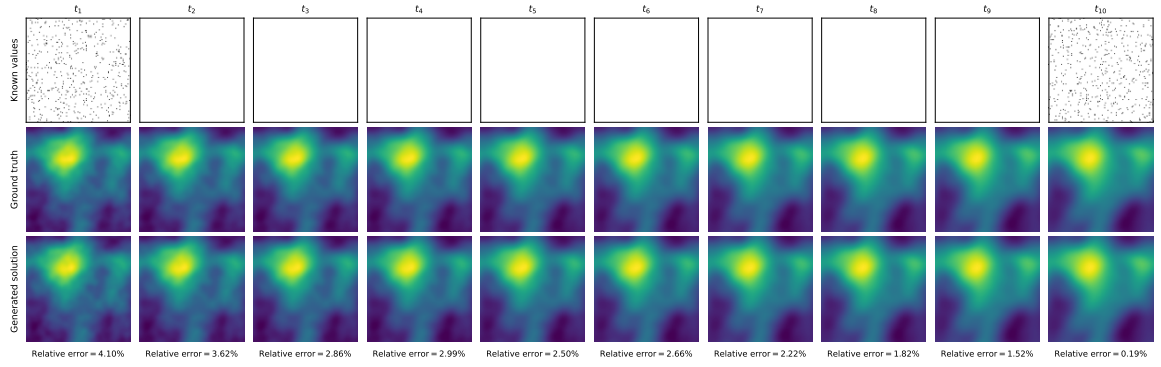 t1 t2 t3 t4 t5 t6 t7 t8 t9 t10
Known values
Ground truth
Generated solution
Relative error = 4.10% Relative error = 3.62% Relative error = 2.86% Relative error = 2.99% Relative error = 2.50% Relative error = 2.66% Relative error = 2.22% Relative error = 1.82% Relative error = 1.52% Relative error = 0.19%